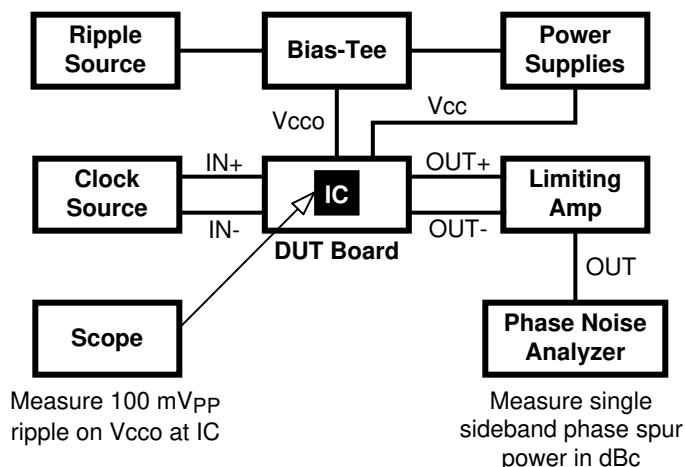 Ripple
Source
Bias-Tee
Power
Supplies
Vcco
Vcc
Clock
Source
IN+
IN-
IC
DUT Board
OUT+
OUT-
Limiting
Amp
OUT
Scope
Phase Noise
Analyzer
Measure 100 mVPP
ripple on Vcco at IC
Measure single
sideband phase spur
power in dBc